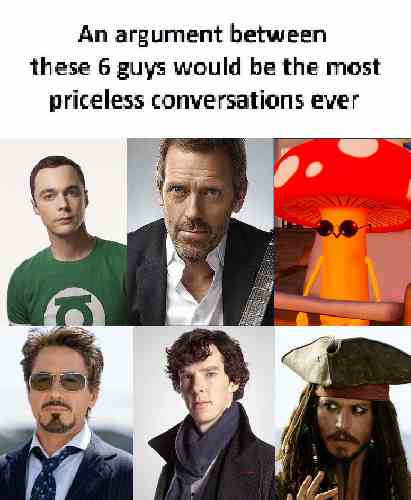 An argument between
these 6 guys would be the most
priceless conversations ever